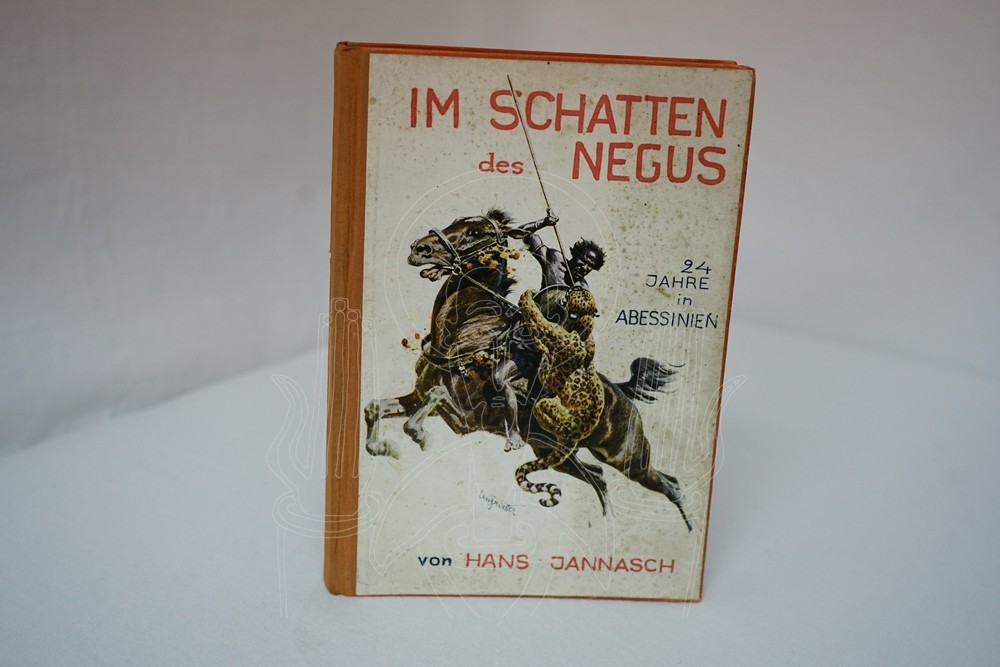 IM SCHATTEN
des NEGUS
24
JAHRE
in
ABESSINIEN
von HANS JANNASCH